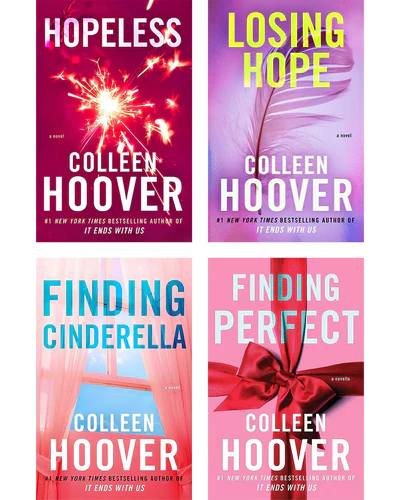 HOPELESS
a novel
COLLEEN
HOOVER
#1 NEW YORK TIMES BESTSELLING AUTHOR OF
IT ENDS WITH US
LOSING
HOPE
a novel
COLLEEN
HOOVER
#1 NEW YORK TIMES BESTSELLING AUTHOR OF
IT ENDS WITH US
FINDING
CINDERELLA
a novel
COLLEEN
HOOVER
#1 NEW YORK TIMES BESTSELLING AUTHOR OF
IT ENDS WITH US
FINDING
PERFECT
a novella
COLLEEN
HOOVER
#1 NEW YORK TIMES BESTSELLING AUTHOR OF
IT ENDS WITH US